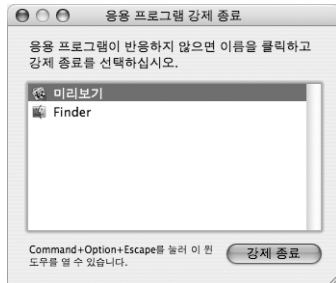 응용 프로그램 강제 종료
응용 프로그램이 반응하지 않으면 이름을 클릭하고
강제 종료를 선택하십시오.
미리보기
Finder
Command+Option+Escape를 눌러 이 윈
도우를 열 수 있습니다.
강제 종료